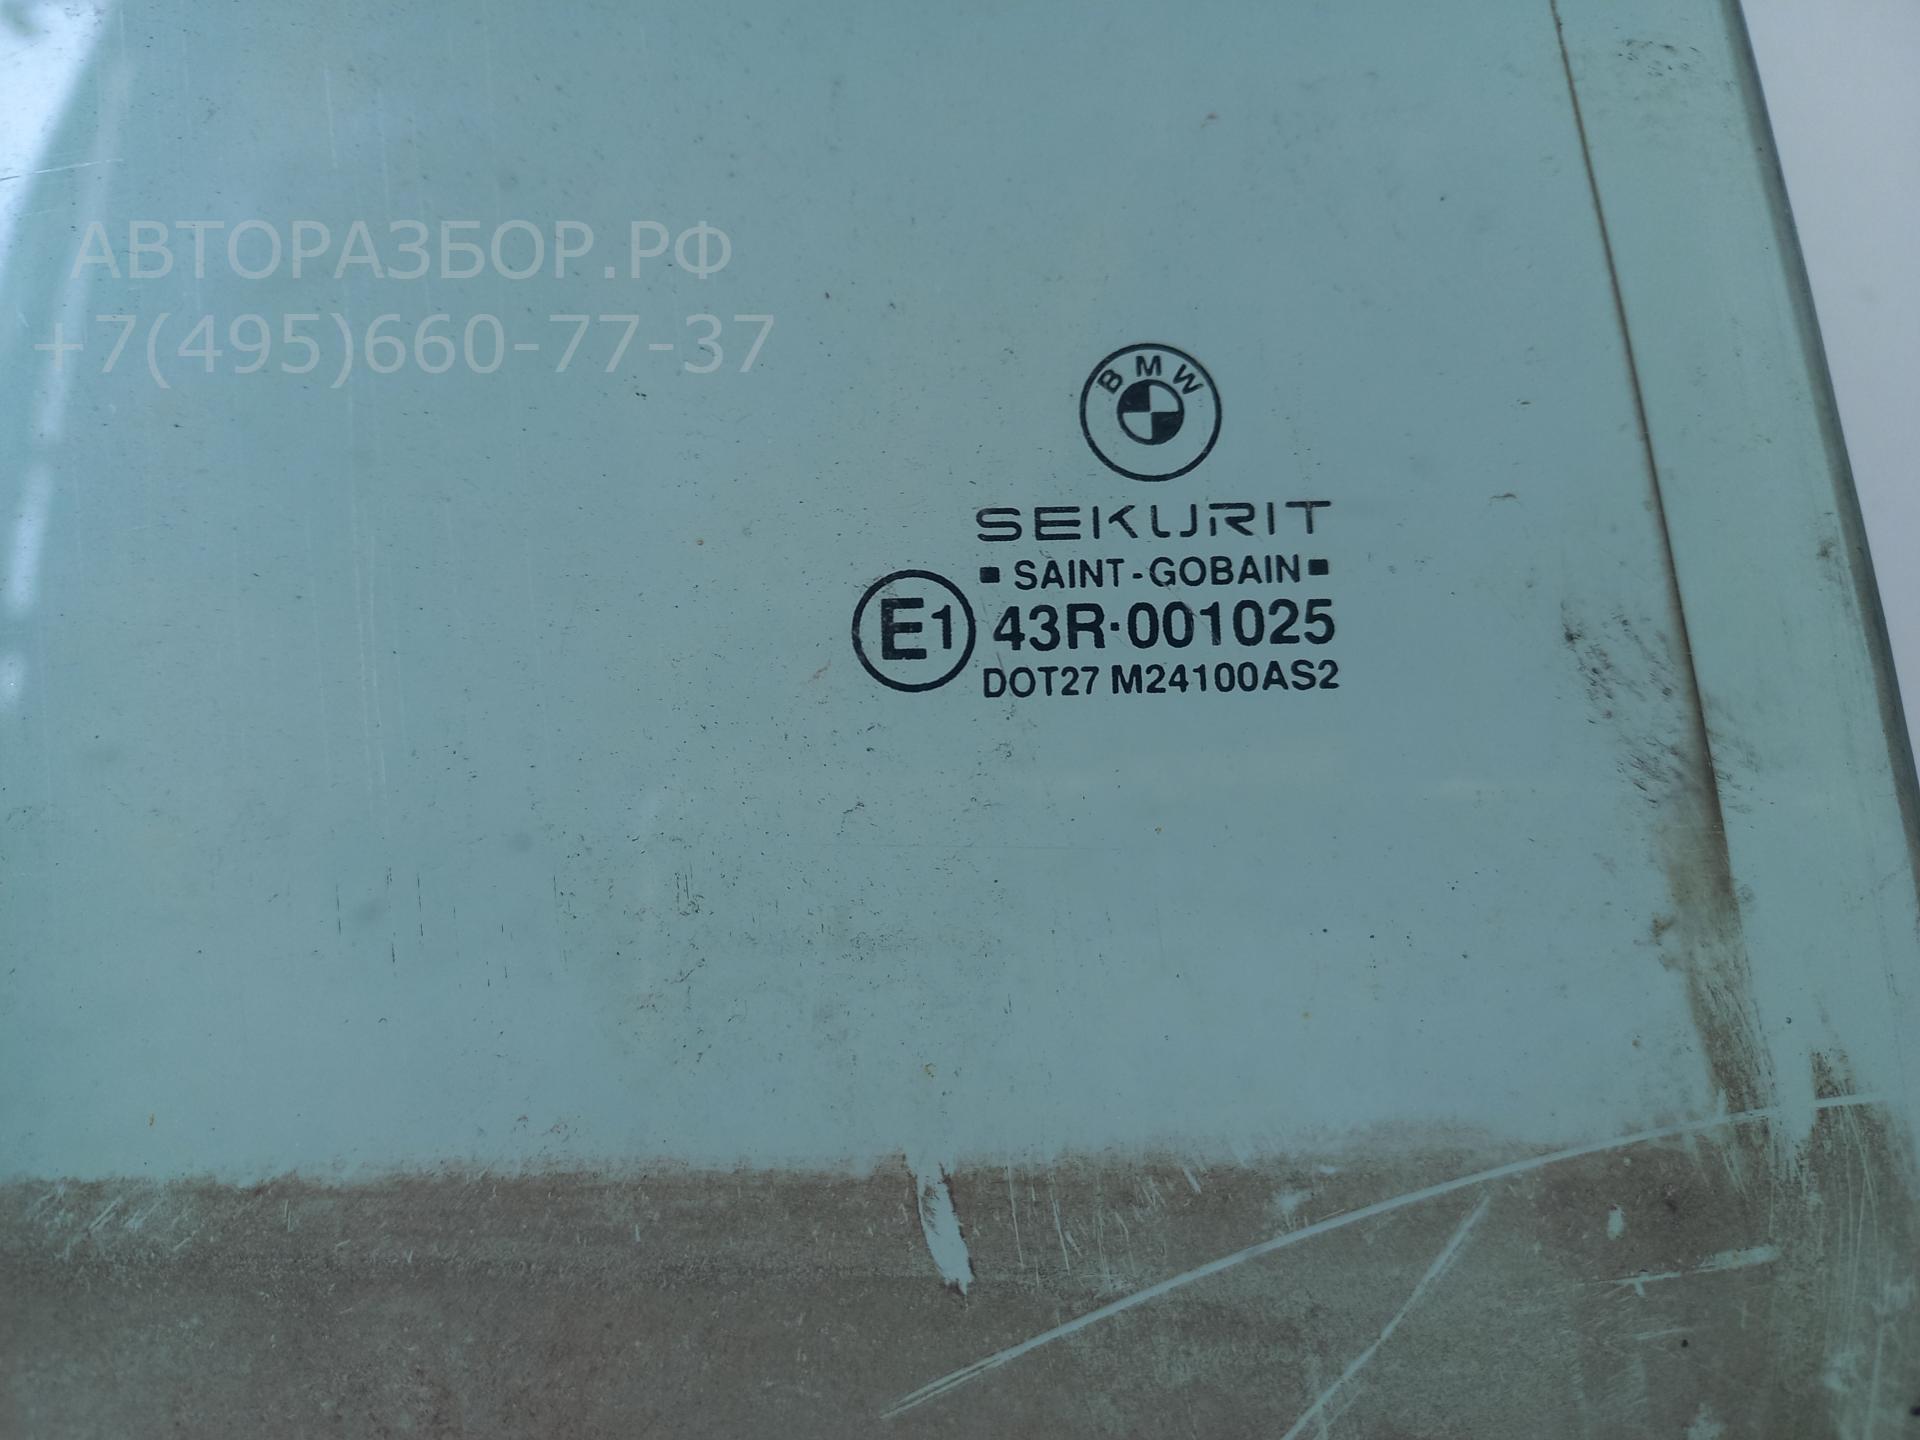 АВТОРАЗБОР.РФ
+7(495)660-77-37
BMW
SEKURIT
SAINT-GOBAIN
E1 43R·001025
DOT27 M24100AS2